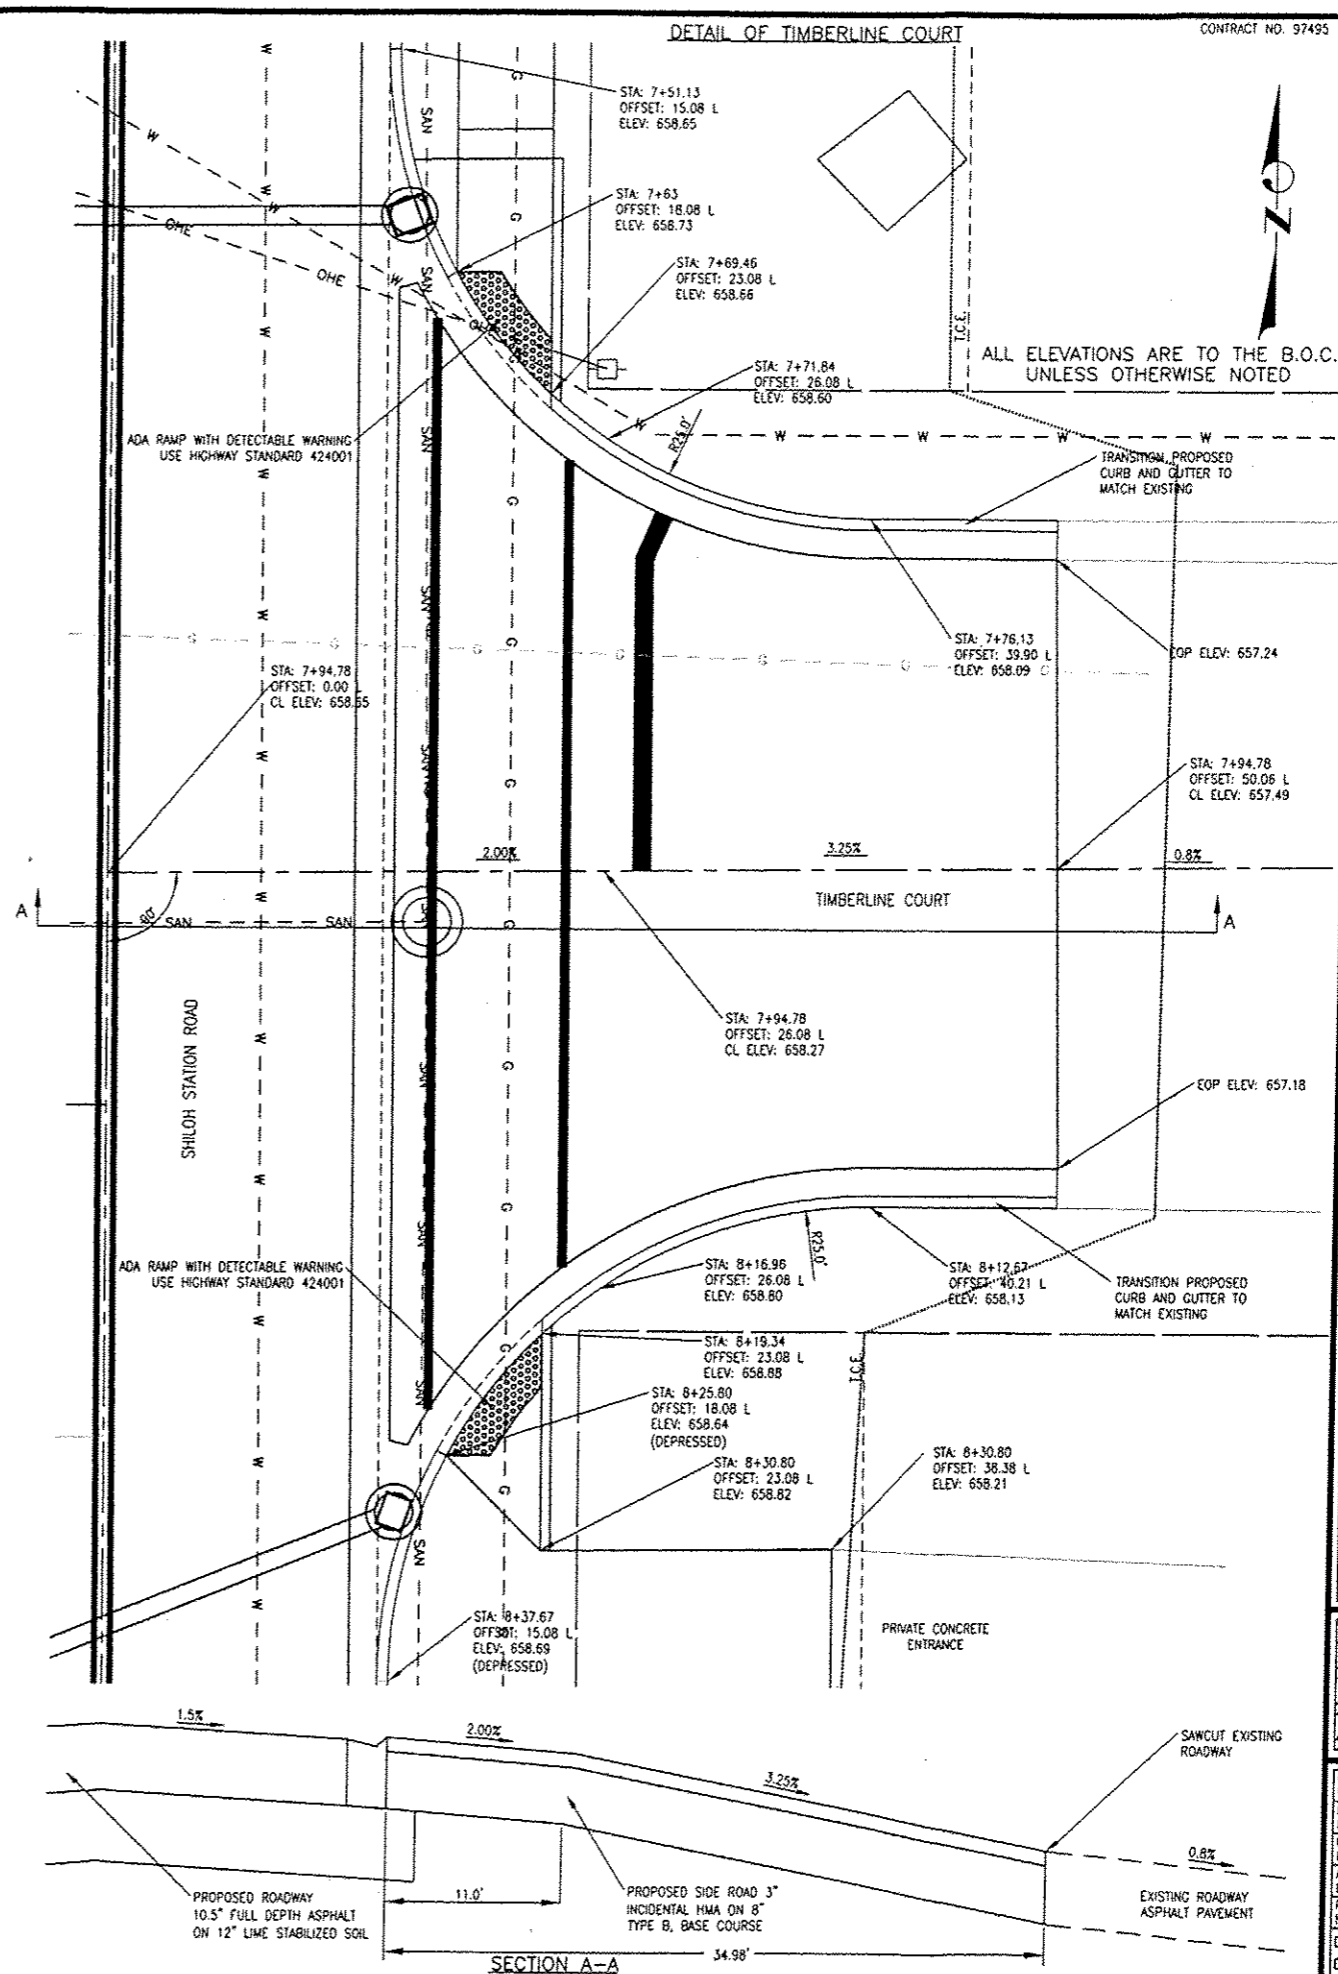 DETAIL OF TIMBERLINE COURT
CONTRACT NO. 97495
STA: 7+51.13
OFFSET: 15.08 L
ELEV: 658.65
STA: 7+63
OFFSET: 18.08 L
ELEV: 658.73
STA: 7+69.46
OFFSET: 23.08 L
ELEV: 658.66
STA: 7+71.84
OFFSET: 26.08 L
ELEV: 658.60
R25.0'
T.C.E.
ALL ELEVATIONS ARE TO THE B.O.C.
UNLESS OTHERWISE NOTED
ADA RAMP WITH DETECTABLE WARNING
USE HIGHWAY STANDARD 424001
TRANSITION PROPOSED
CURB AND GUTTER TO
MATCH EXISTING
STA: 7+76.13
OFFSET: 39.90 L
ELEV: 658.09
EOP ELEV: 657.24
STA: 7+94.78
OFFSET: 0.00 L
CL ELEV: 658.55
STA: 7+94.78
OFFSET: 50.06 L
CL ELEV: 657.49
2.00%
3.25%
0.8%
TIMBERLINE COURT
A
A
SAN
SAN
SHILOH STATION ROAD
STA: 7+94.78
OFFSET: 26.08 L
CL ELEV: 658.27
EOP ELEV: 657.18
ADA RAMP WITH DETECTABLE WARNING
USE HIGHWAY STANDARD 424001
STA: 8+16.96
OFFSET: 26.08 L
ELEV: 658.80
R25.0'
STA: 8+12.67
OFFSET: 40.21 L
ELEV: 658.13
TRANSITION PROPOSED
CURB AND GUTTER TO
MATCH EXISTING
STA: 8+19.34
OFFSET: 23.08 L
ELEV: 658.88
T.C.E.
STA: 8+25.80
OFFSET: 18.08 L
ELEV: 658.64
(DEPRESSED)
STA: 8+30.80
OFFSET: 23.08 L
ELEV: 658.82
STA: 8+30.80
OFFSET: 38.38 L
ELEV: 658.21
STA: 8+37.67
OFFSET: 15.08 L
ELEV: 658.69
(DEPRESSED)
PRIVATE CONCRETE
ENTRANCE
1.5%
2.00%
3.25%
SAWCUT EXISTING
ROADWAY
0.8%
PROPOSED ROADWAY
10.5" FULL DEPTH ASPHALT
ON 12" LIME STABILIZED SOIL
11.0'
PROPOSED SIDE ROAD 3"
INCIDENTAL HMA ON 8"
TYPE B, BASE COURSE
EXISTING ROADWAY
ASPHALT PAVEMENT
34.98'
SECTION A-A